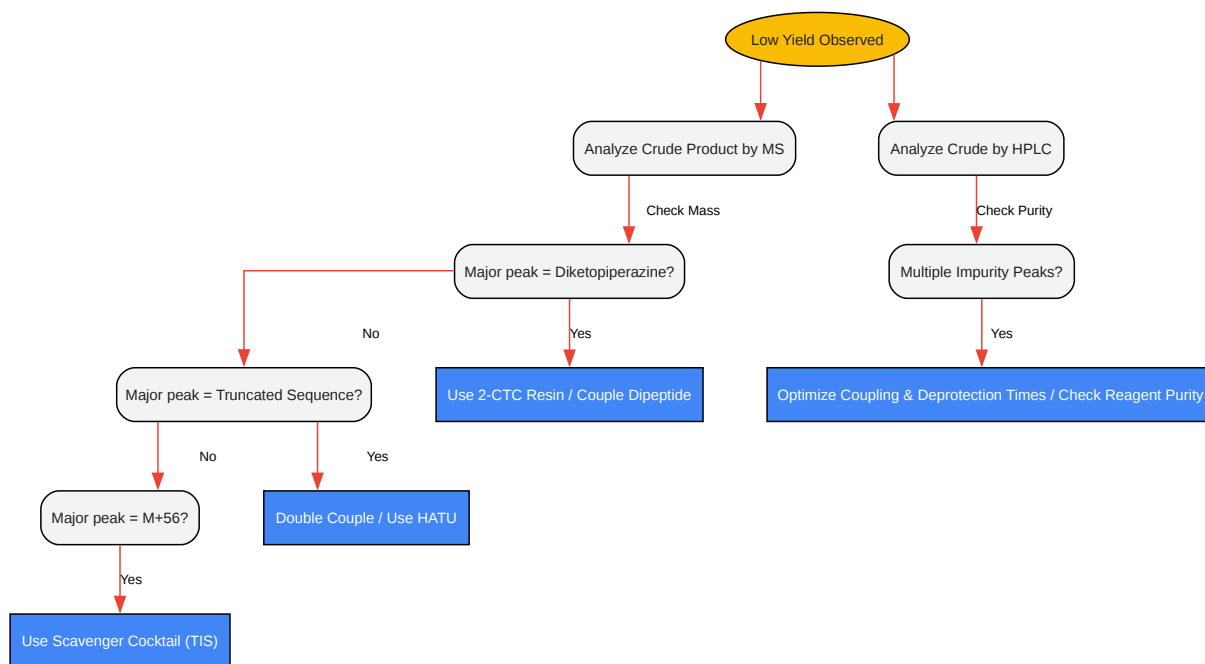 Low Yield Observed
Analyze Crude Product by MS
Analyze Crude by HPLC
Check Mass
Check Purity
Major peak = Diketopiperazine?
Multiple Impurity Peaks?
No
Yes
Yes
Major peak = Truncated Sequence?
Use 2-CTC Resin / Couple Dipeptide
Optimize Coupling & Deprotection Times / Check Reagent Purity
No
Yes
Major peak = M+56?
Double Couple / Use HATU
Yes
Use Scavenger Cocktail (TIS)